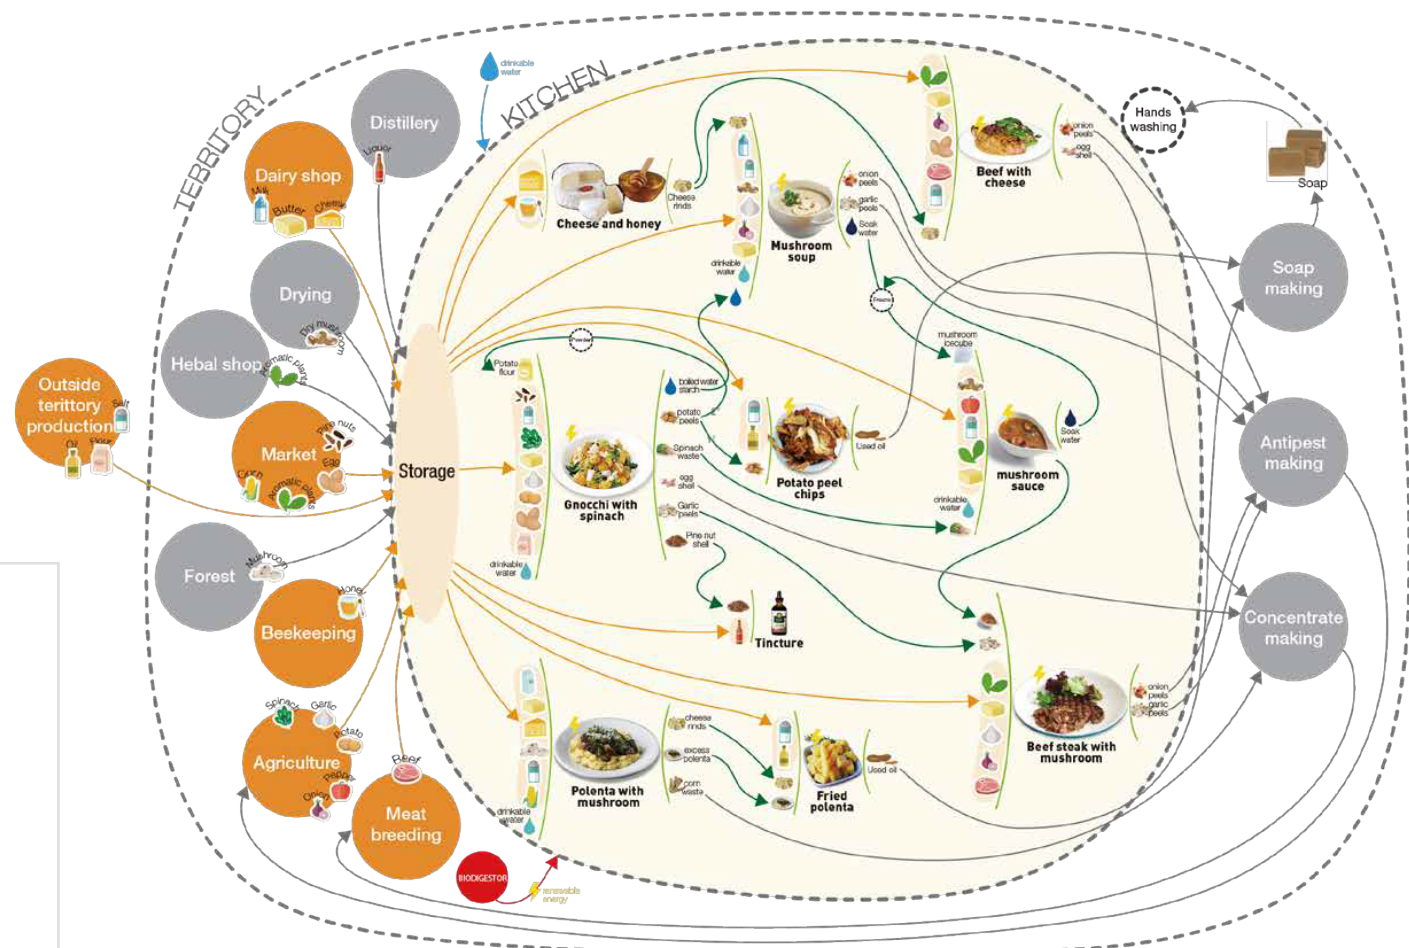 TERRITORY
KITCHEN
drinkable
water
Distillery
Liquor
Dairy shop
Milk
Butter
Cheese
Drying
Dry mushroom
Hebal shop
Aromatic plants
Outside
teritory
production
Salt
Oil
Flour
Market
Pine nuts
Egg
Corn
Aromatic plants
Forest
Mushroom
Beekeeping
Honey
Agriculture
Spinach
Garlic
Potato
Pepper
Onion
Meat
breeding
Beef
BIODIGESTOR
renewable
energy
Storage
Cheese and honey
Cheese
rinds
drinkable
water
Mushroom
soup
onion
peels
garlic
peels
Soak
water
Beef with
cheese
onion
peels
egg
shell
Hands
washing
Soap
Soap
making
Antipest
making
Concentrate
making
Powder
Potato
flour
drinkable
water
Gnocchi with
spinach
boiled water
starch
potato
peels
Spinach
waste
egg
shell
Garlic
peels
Pine nut
shell
Potato peel
chips
Used oil
mushroom
icecube
drinkable
water
mushroom
sauce
Soak
water
Tincture
drinkable
water
Polenta with
mushroom
cheese
rinds
excess
polenta
corn
waste
Fried
polenta
Used oil
Beef steak with
mushroom
onion
peels
garlic
peels